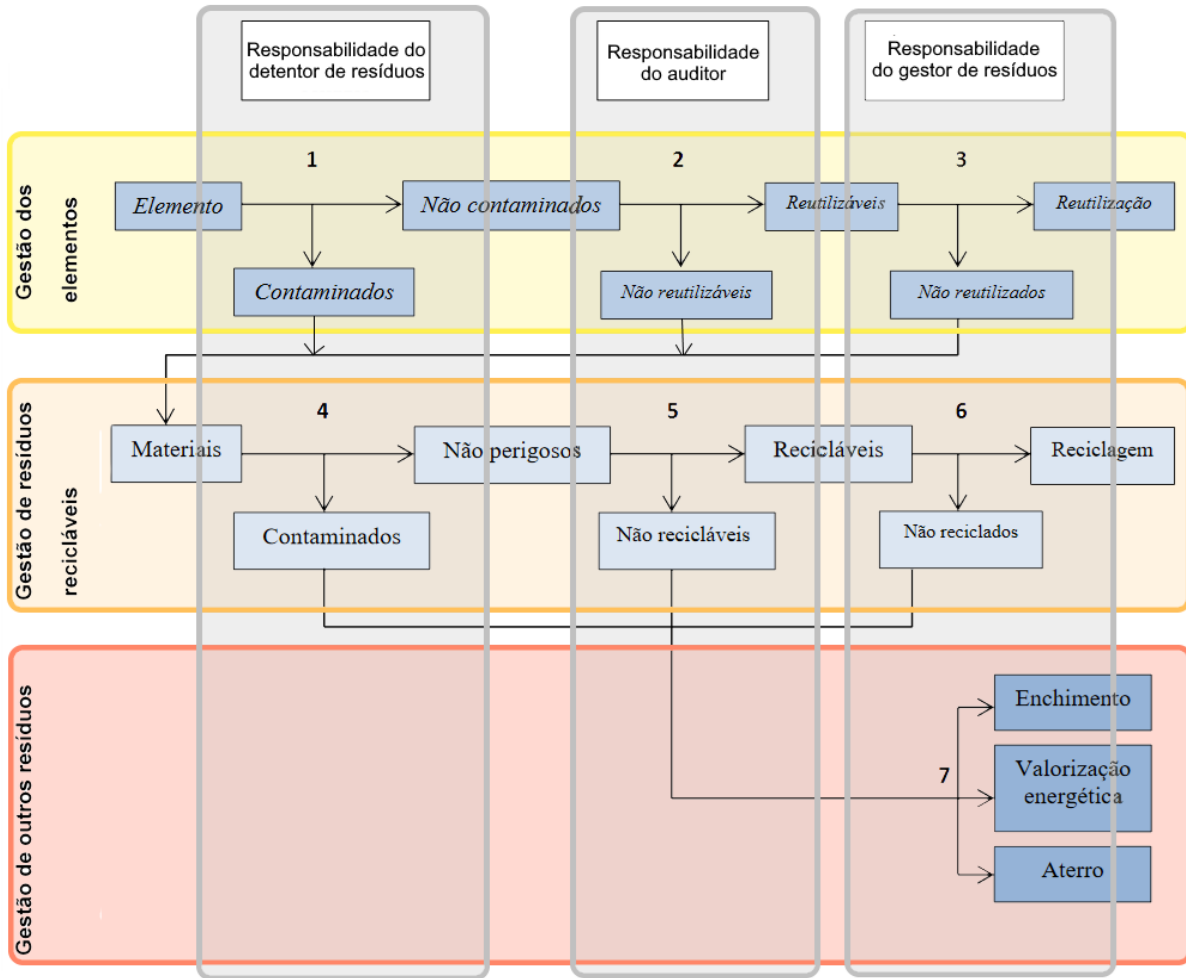 Responsabilidade do
detentor de resíduos
Responsabilidade
do auditor
Responsabilidade
do gestor de resíduos
Gestão dos
elementos
1
2
3
Elemento
Não contaminados
Reutilizáveis
Reutilização
Contaminados
Não reutilizáveis
Não reutilizados
Gestão de resíduos
recicláveis
4
5
6
Materiais
Não perigosos
Recicláveis
Reciclagem
Contaminados
Não recicláveis
Não reciclados
Gestão de outros resíduos
Enchimento
7
Valorização
energética
Aterro